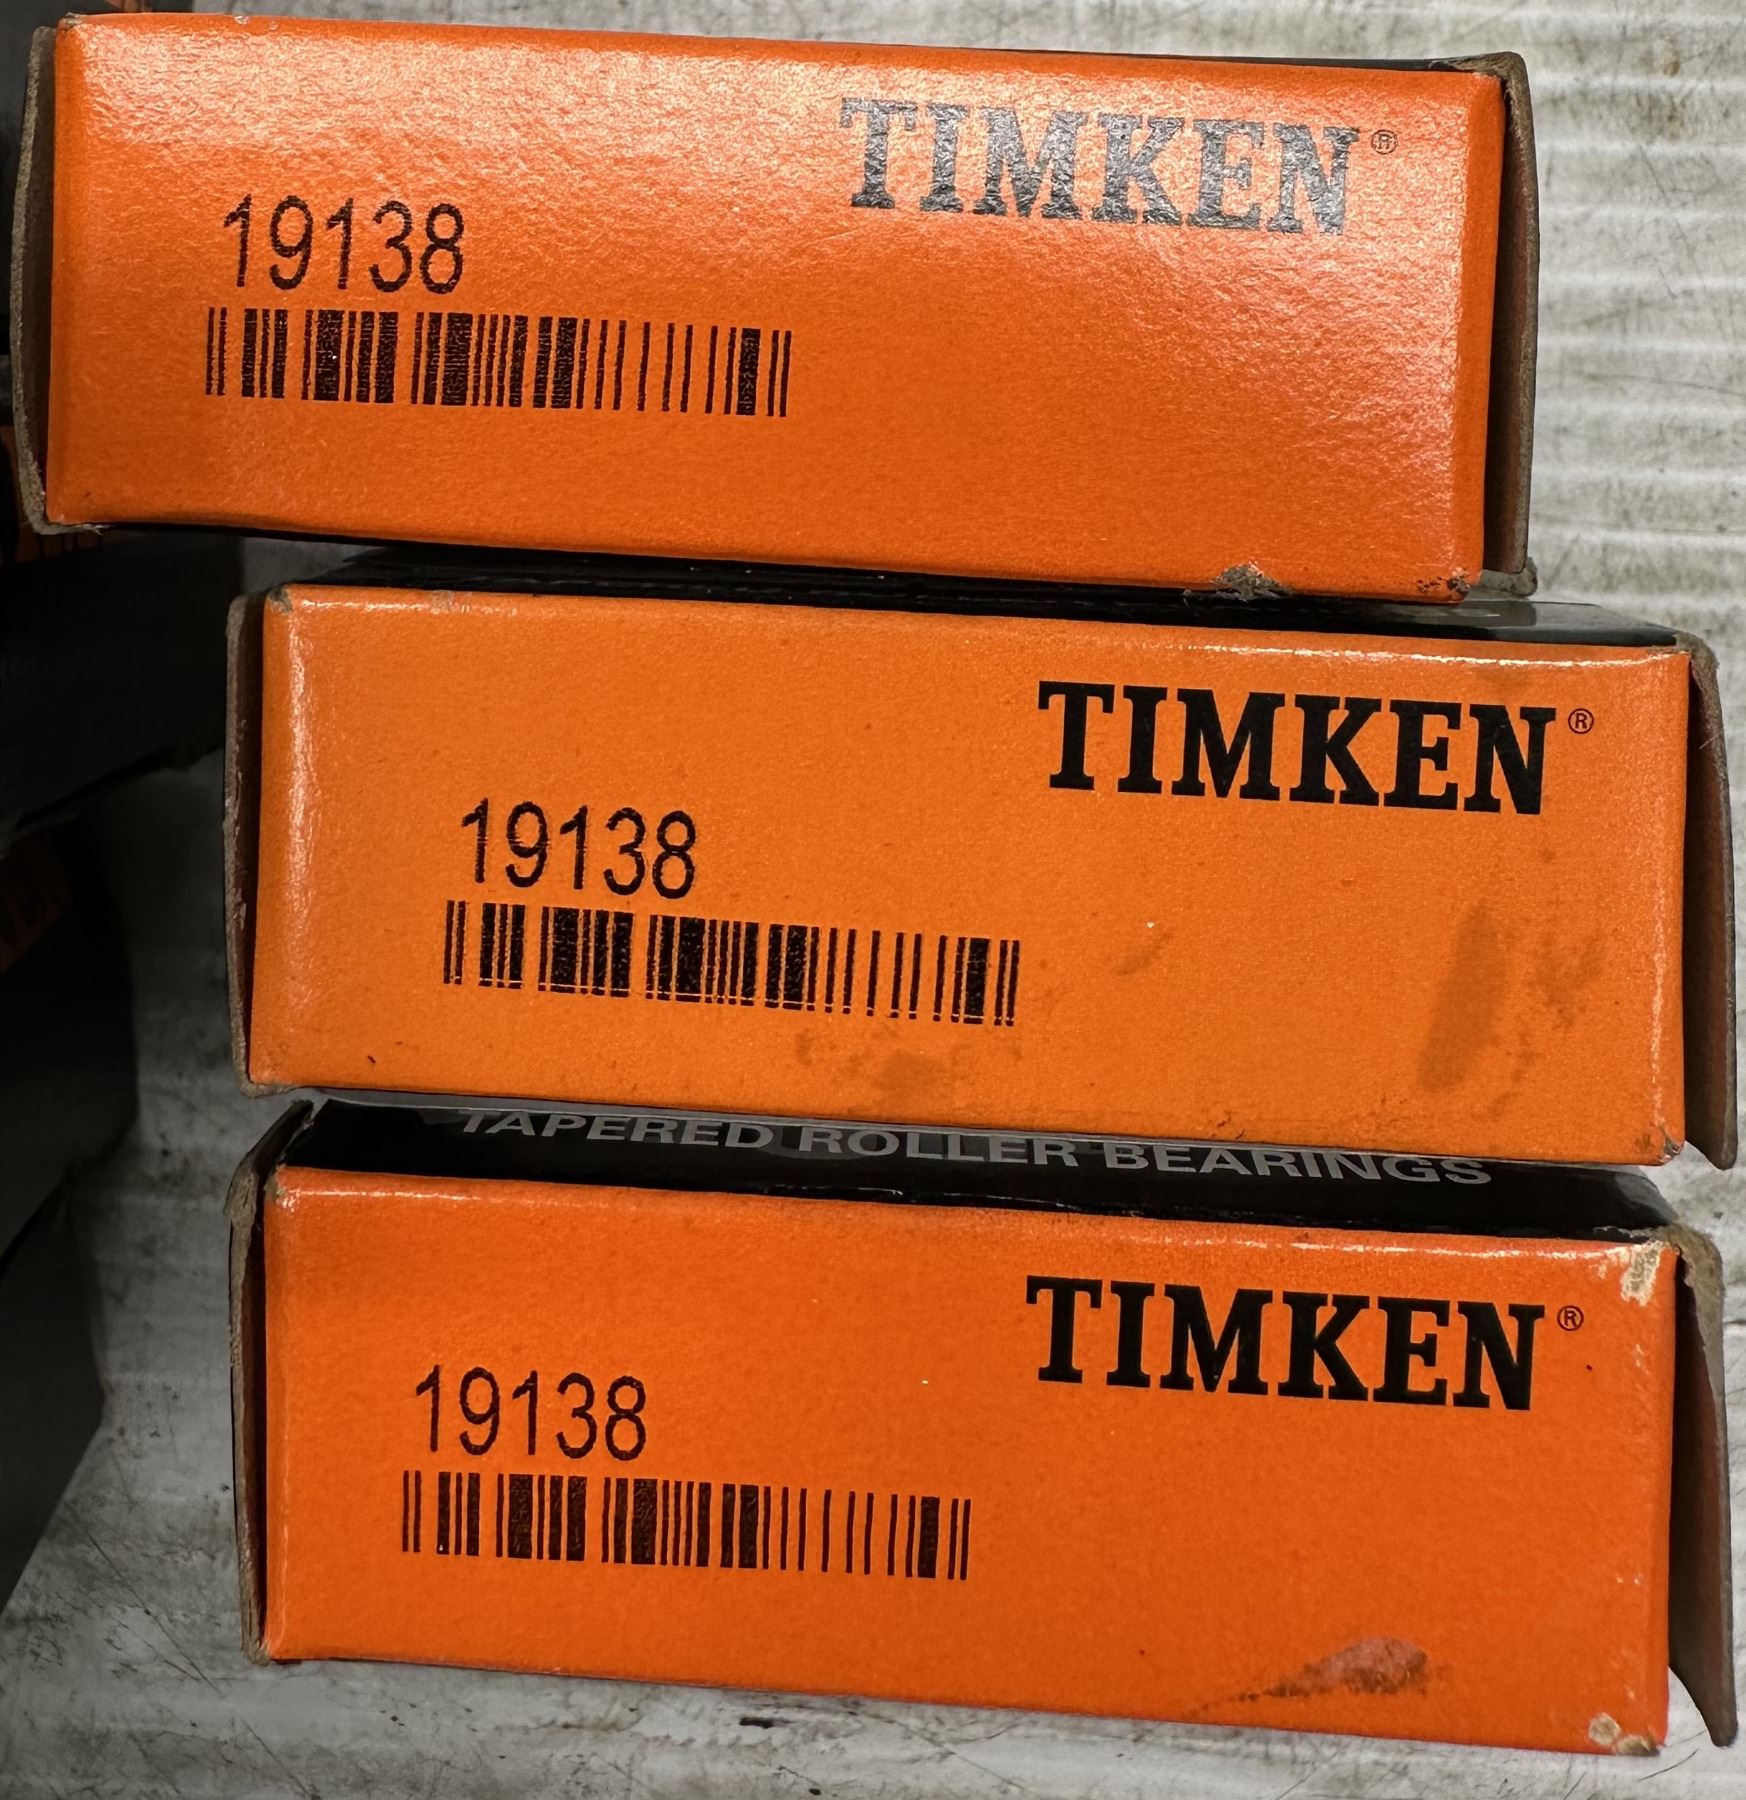 TIMKEN®
19138
TIMKEN®
19138
TAPERED ROLLER BEARINGS
TIMKEN®
19138